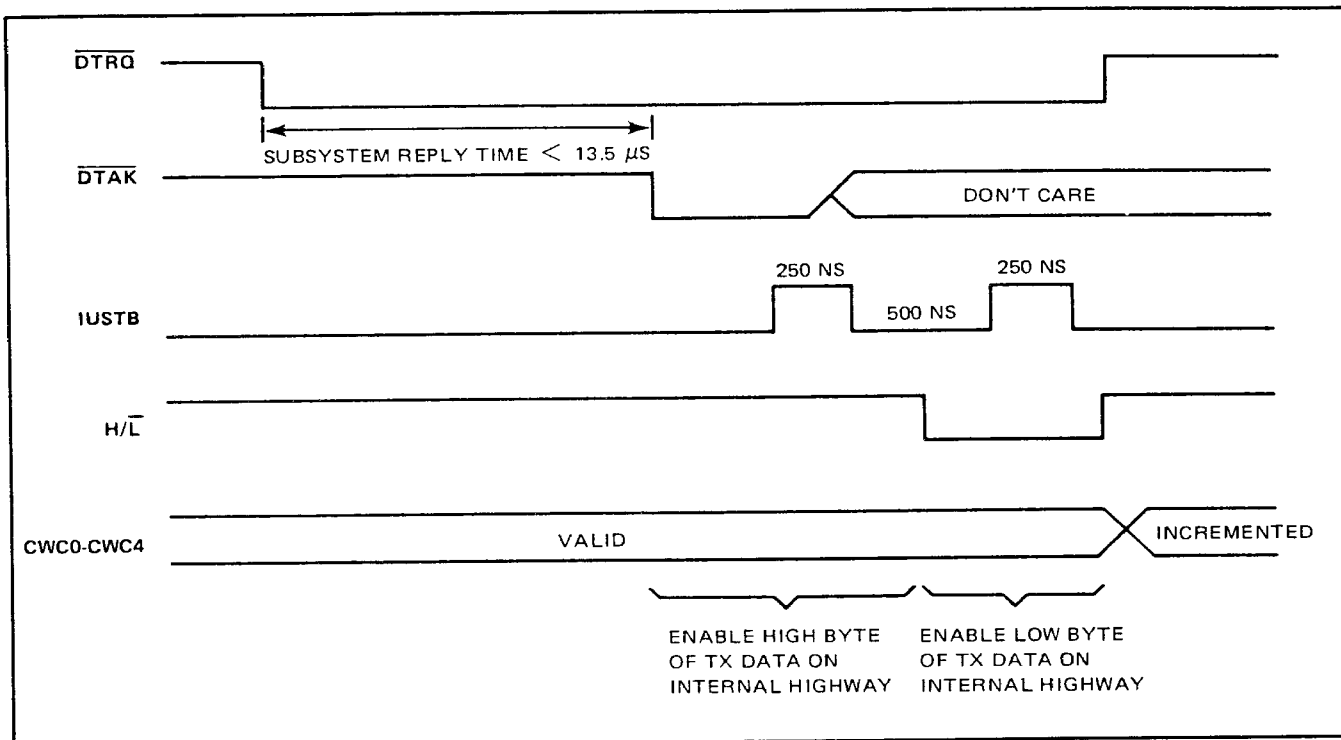 DTRQ
SUBSYSTEM REPLY TIME < 13.5 μS
DTAK
DON'T CARE
250 NS
250 NS
IUSTB
500 NS
H/L̅
CWC0-CWC4
VALID
INCREMENTED
ENABLE HIGH BYTE
OF TX DATA ON
INTERNAL HIGHWAY
ENABLE LOW BYTE
OF TX DATA ON
INTERNAL HIGHWAY